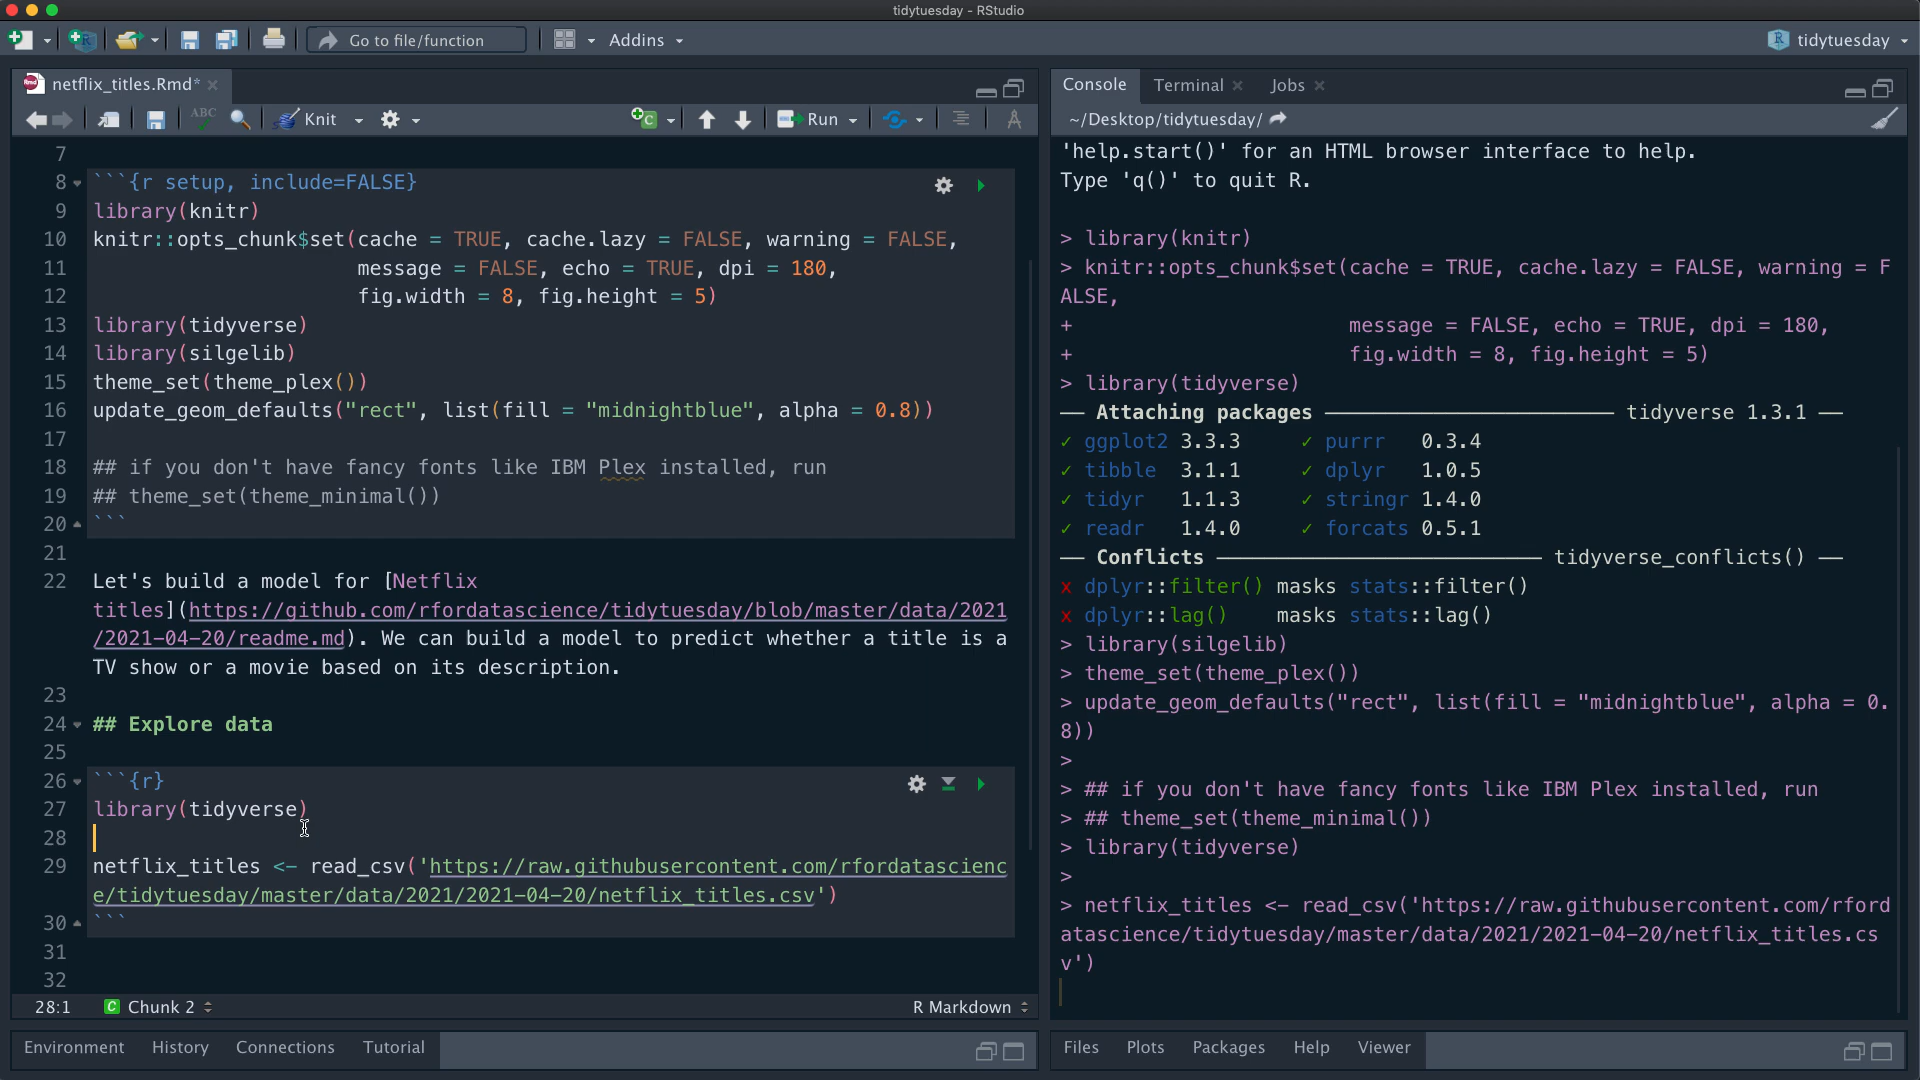 tidytuesday - RStudio
Go to file/function
Addins
tidytuesday
netflix_titles.Rmd*
ABC
Knit
Run
7
8 ```{r setup, include=FALSE}
9 library(knitr)
10 knitr::opts_chunk$set(cache = TRUE, cache.lazy = FALSE, warning = FALSE,
11                       message = FALSE, echo = TRUE, dpi = 180,
12                       fig.width = 8, fig.height = 5)
13 library(tidyverse)
14 library(silgelib)
15 theme_set(theme_plex())
16 update_geom_defaults("rect", list(fill = "midnightblue", alpha = 0.8))
17
18 ## if you don't have fancy fonts like IBM Plex installed, run
19 ## theme_set(theme_minimal())
20 ```
21
22 Let's build a model for [Netflix
titles](https://github.com/rfordatascience/tidytuesday/blob/master/data/2021
/2021-04-20/readme.md). We can build a model to predict whether a title is a
TV show or a movie based on its description.
23
24 ## Explore data
25
26 ```{r}
27 library(tidyverse)
28
29 netflix_titles <- read_csv('https://raw.githubusercontent.com/rfordatascienc
e/tidytuesday/master/data/2021/2021-04-20/netflix_titles.csv')
30 ```
31
32
28:1 C Chunk 2
R Markdown
Environment History Connections Tutorial
Console Terminal Jobs
~/Desktop/tidytuesday/
'help.start()' for an HTML browser interface to help.
Type 'q()' to quit R.
> library(knitr)
> knitr::opts_chunk$set(cache = TRUE, cache.lazy = FALSE, warning = F
ALSE,
+                       message = FALSE, echo = TRUE, dpi = 180,
+                       fig.width = 8, fig.height = 5)
> library(tidyverse)
── Attaching packages ──────────────────────── tidyverse 1.3.1 ──
✓ ggplot2 3.3.3     ✓ purrr   0.3.4
✓ tibble  3.1.1     ✓ dplyr   1.0.5
✓ tidyr   1.1.3     ✓ stringr 1.4.0
✓ readr   1.4.0     ✓ forcats 0.5.1
── Conflicts ─────────────────────────── tidyverse_conflicts() ──
x dplyr::filter() masks stats::filter()
x dplyr::lag()    masks stats::lag()
> library(silgelib)
> theme_set(theme_plex())
> update_geom_defaults("rect", list(fill = "midnightblue", alpha = 0.
8))
>
> ## if you don't have fancy fonts like IBM Plex installed, run
> ## theme_set(theme_minimal())
> library(tidyverse)
>
> netflix_titles <- read_csv('https://raw.githubusercontent.com/rford
atascience/tidytuesday/master/data/2021/2021-04-20/netflix_titles.cs
v')
Files Plots Packages Help Viewer